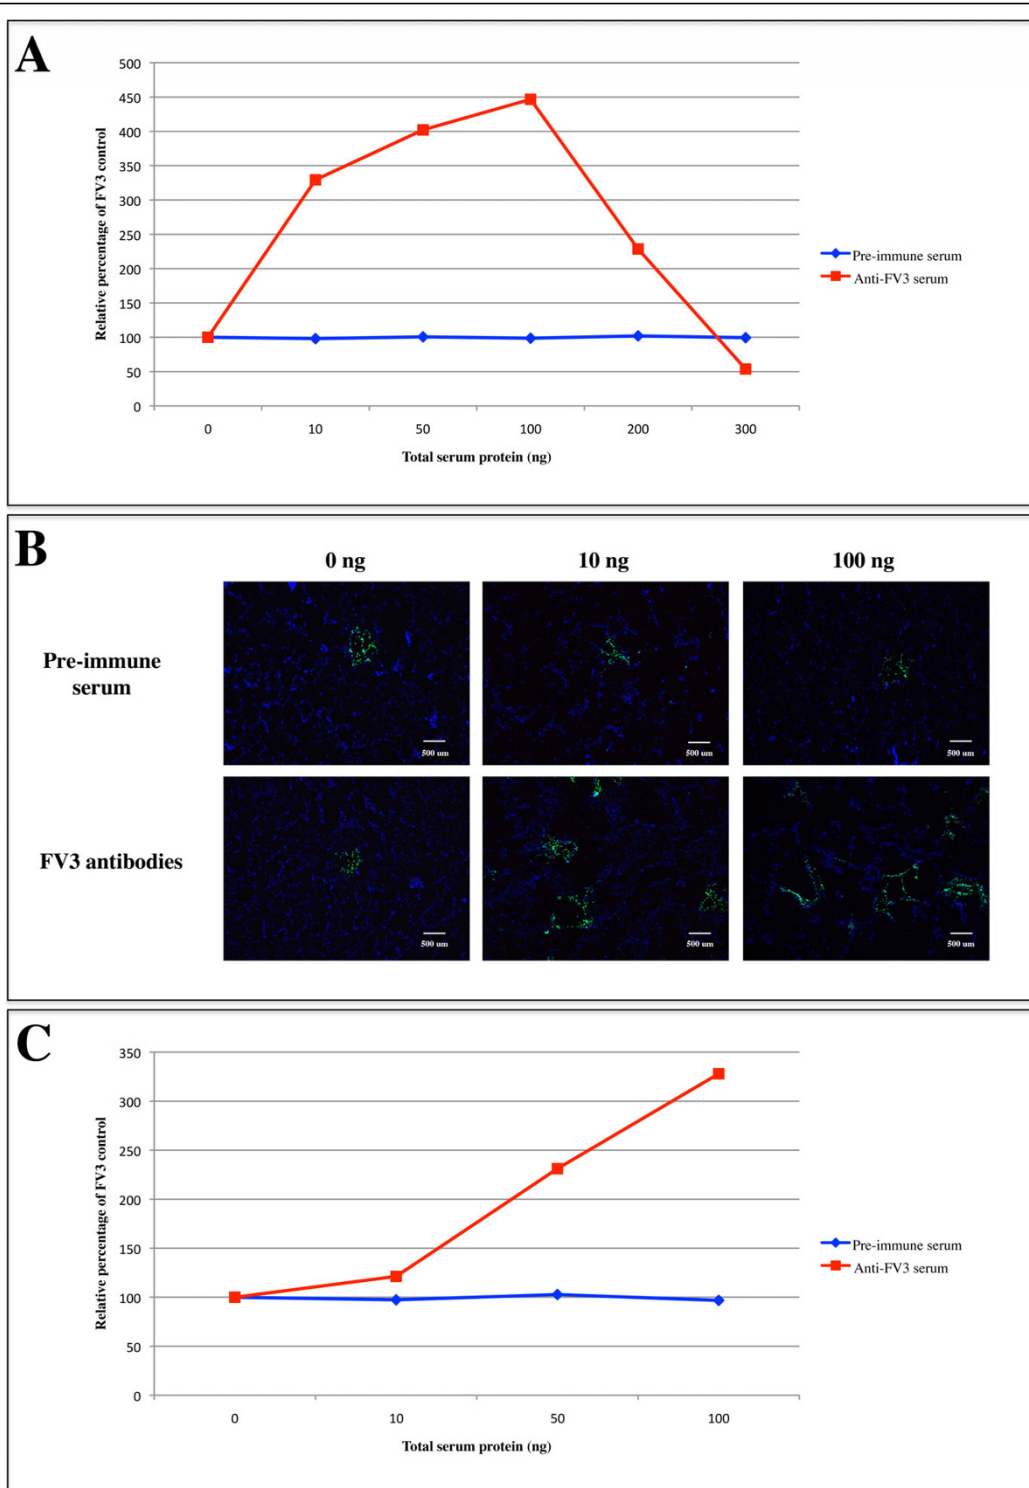 A
500
450
400
350
300
250
200
150
100
50
0
Relative percentage of FV3 control
0 10 50 100 200 300
Total serum protein (ng)
Pre-immune serum
Anti-FV3 serum
B
0 ng 10 ng 100 ng
Pre-immune
serum
500 um 500 um 500 um
FV3 antibodies
500 um 500 um 500 um
C
350
300
250
200
150
100
50
0
Relative percentage of FV3 control
0 10 50 100
Total serum protein (ng)
Pre-immune serum
Anti-FV3 serum